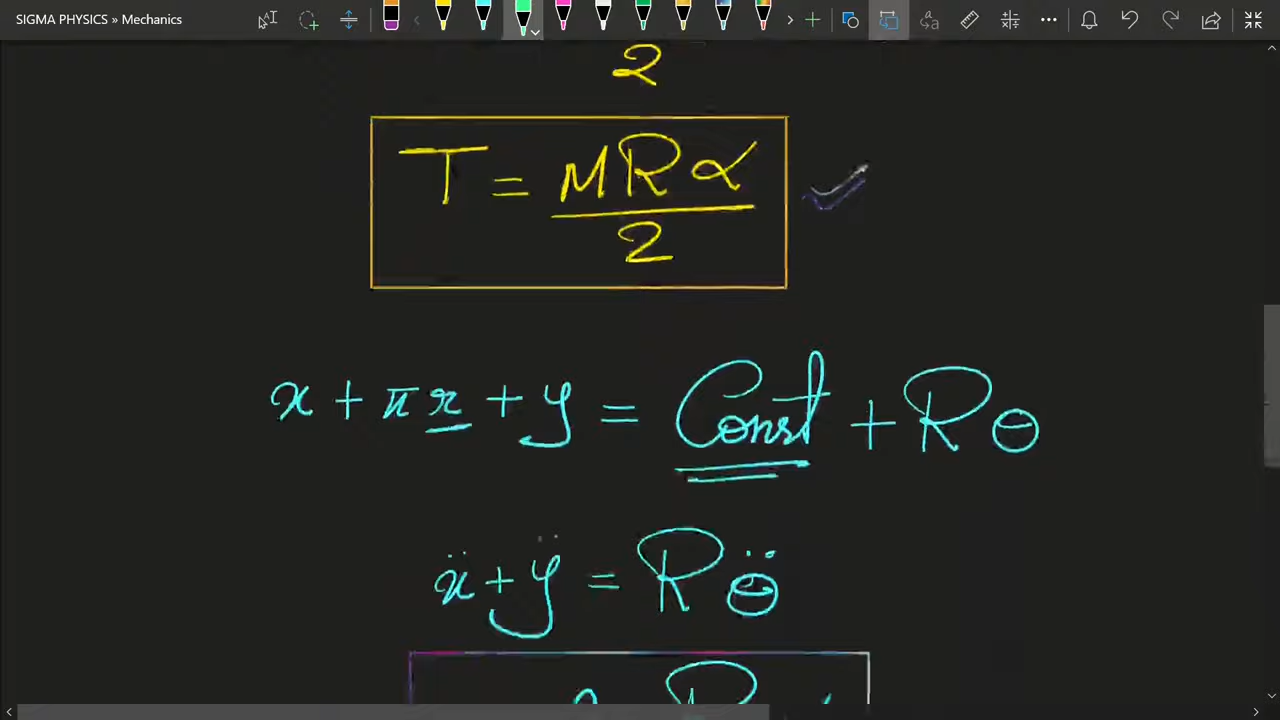 SIGMA PHYSICS » Mechanics
2
T = MRα / 2
x + πr + y = Const + Rθ
ẍ + ÿ = Rθ̈